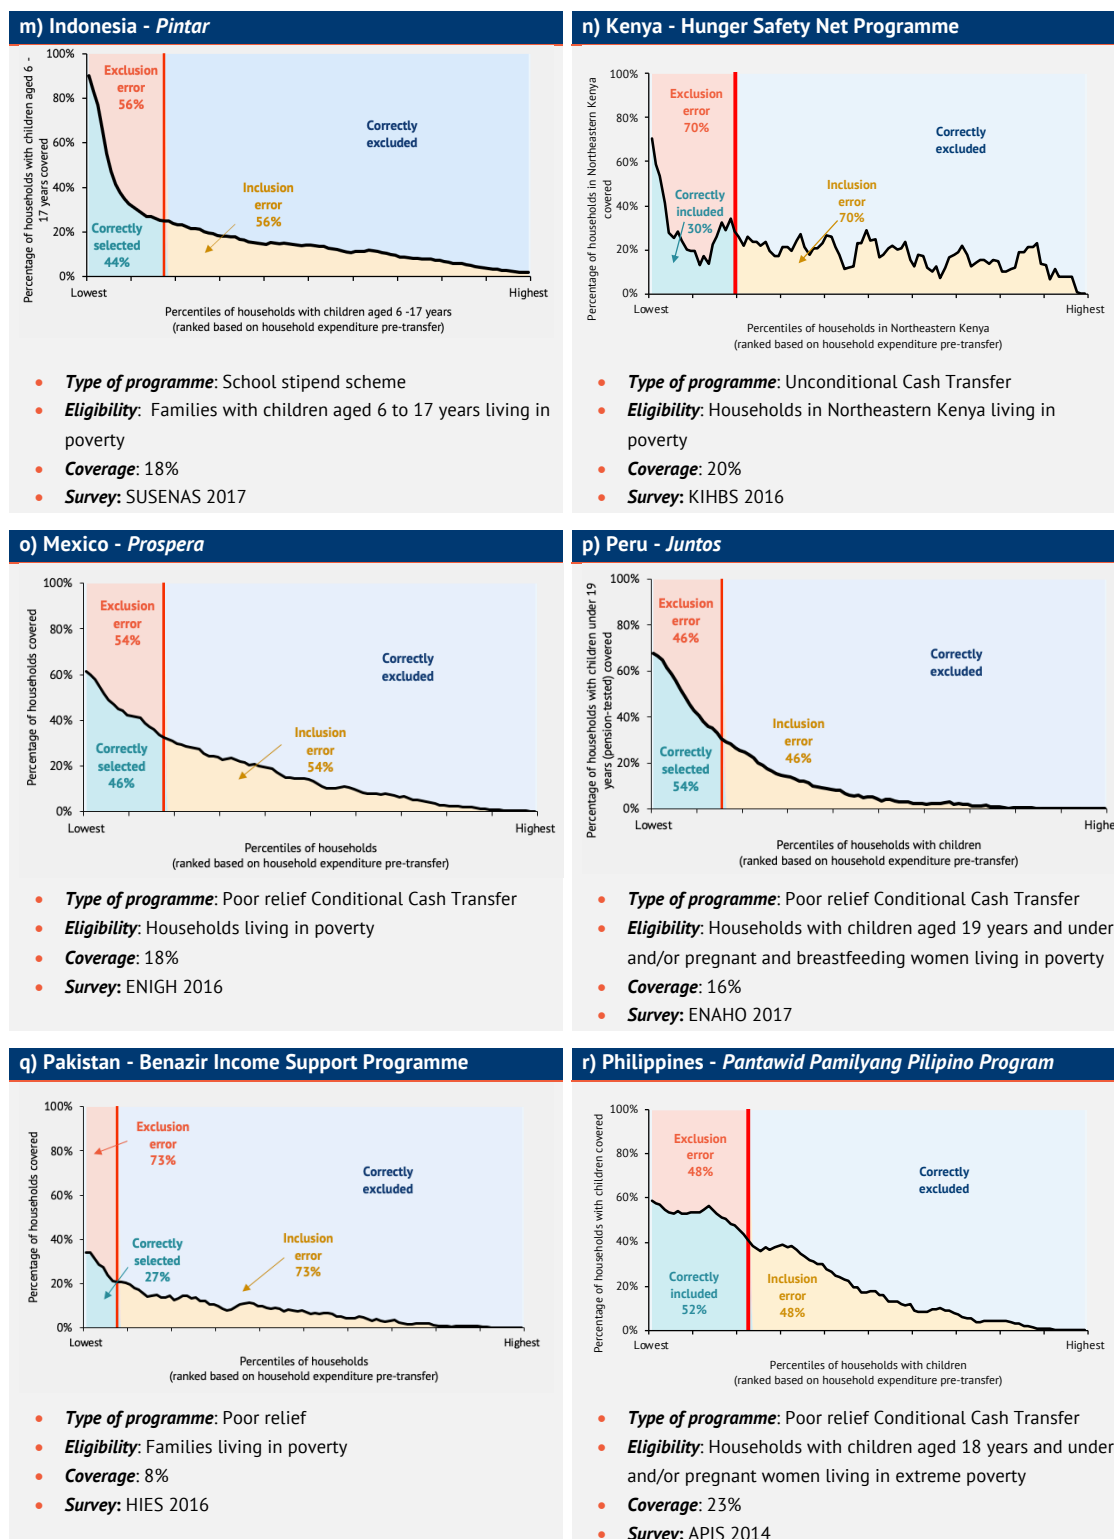 m) Indonesia - Pintar
Percentage of households with children aged 6 -
17 years covered
100%
80%
60%
40%
20%
0%
Exclusion
error
56%
Correctly
excluded
Inclusion
error
56%
Correctly
selected
44%
Lowest
Highest
Percentiles of households with children aged 6 -17 years
(ranked based on household expenditure pre-transfer)
• Type of programme: School stipend scheme
• Eligibility: Families with children aged 6 to 17 years living in
poverty
• Coverage: 18%
• Survey: SUSENAS 2017
n) Kenya - Hunger Safety Net Programme
Percentage of households in Northeastern Kenya
covered
100%
80%
60%
40%
20%
0%
Exclusion
error
70%
Correctly
excluded
Correctly
included
30%
Inclusion
error
70%
Lowest
Highest
Percentiles of households in Northeastern Kenya
(ranked based on household expenditure pre-transfer)
• Type of programme: Unconditional Cash Transfer
• Eligibility: Households in Northeastern Kenya living in
poverty
• Coverage: 20%
• Survey: KIHBS 2016
o) Mexico - Prospera
Percentage of households covered
100%
80%
60%
40%
20%
0%
Exclusion
error
54%
Correctly
excluded
Correctly
selected
46%
Inclusion
error
54%
Lowest
Highest
Percentiles of households
(ranked based on household expenditure pre-transfer)
• Type of programme: Poor relief Conditional Cash Transfer
• Eligibility: Households living in poverty
• Coverage: 18%
• Survey: ENIGH 2016
p) Peru - Juntos
Percentage of households with children under 19
years (pension-tested) covered
100%
80%
60%
40%
20%
0%
Exclusion
error
46%
Correctly
excluded
Correctly
selected
54%
Inclusion
error
46%
Lowest
Highe
Percentiles of households with children
(ranked based on household expenditure pre-transfer)
• Type of programme: Poor relief Conditional Cash Transfer
• Eligibility: Households with children aged 19 years and under
and/or pregnant and breastfeeding women living in poverty
• Coverage: 16%
• Survey: ENAHO 2017
q) Pakistan - Benazir Income Support Programme
Percentage of households covered
100%
80%
60%
40%
20%
0%
Exclusion
error
73%
Correctly
excluded
Correctly
selected
27%
Inclusion
error
73%
Lowest
Highest
Percentiles of households
(ranked based on household expenditure pre-transfer)
• Type of programme: Poor relief
• Eligibility: Families living in poverty
• Coverage: 8%
• Survey: HIES 2016
r) Philippines - Pantawid Pamilyang Pilipino Program
Percentage of households with children covered
100%
80%
60%
40%
20%
0%
Exclusion
error
48%
Correctly
excluded
Correctly
included
52%
Inclusion
error
48%
Lowest
Highest
Percentiles of households with children
(ranked based on household expenditure pre-transfer)
• Type of programme: Poor relief Conditional Cash Transfer
• Eligibility: Households with children aged 18 years and under
and/or pregnant women living in extreme poverty
• Coverage: 23%
• Survey: APIS 2014